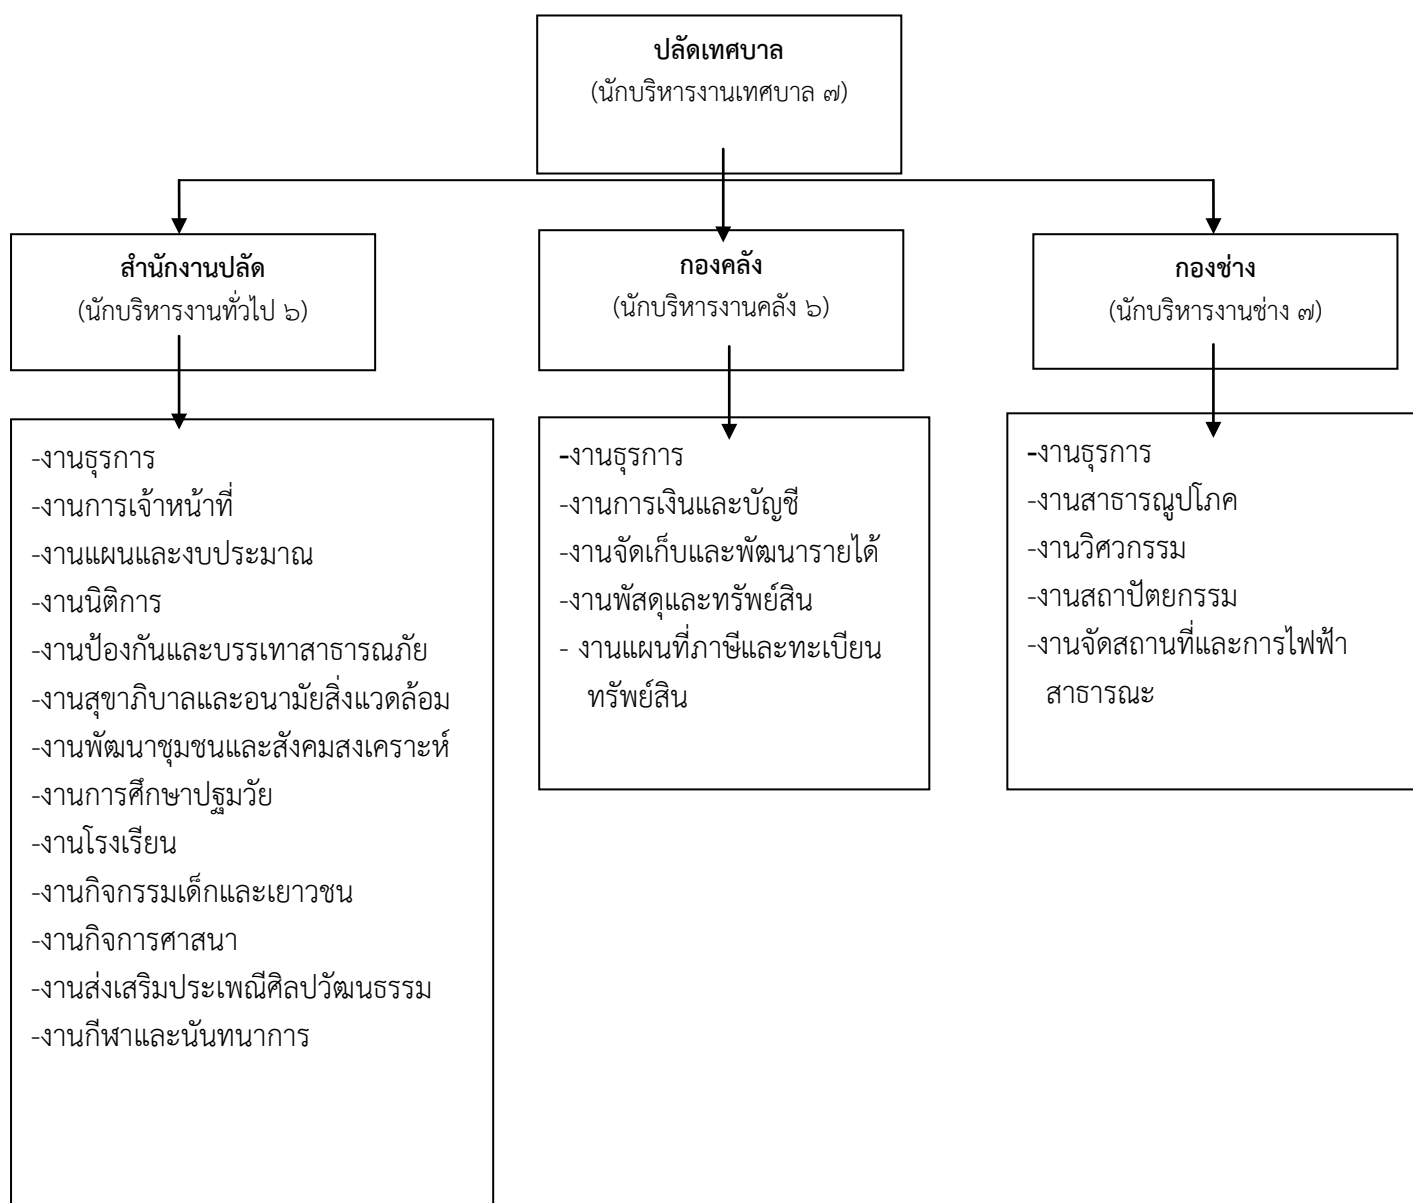 ปลัดเทศบาล
(นักบริหารงานเทศบาล ๗)
สำนักงานปลัด
(นักบริหารงานทั่วไป ๖)
กองคลัง
(นักบริหารงานคลัง ๖)
กองช่าง
(นักบริหารงานช่าง ๗)
-งานธุรการ
-งานการเจ้าหน้าที่
-งานแผนและงบประมาณ
-งานนิติการ
-งานป้องกันและบรรเทาสาธารณภัย
-งานสุขาภิบาลและอนามัยสิ่งแวดล้อม
-งานพัฒนาชุมชนและสังคมสงเคราะห์
-งานการศึกษาปฐมวัย
-งานโรงเรียน
-งานกิจกรรมเด็กและเยาวชน
-งานกิจการศาสนา
-งานส่งเสริมประเพณีศิลปวัฒนธรรม
-งานกีฬาและนันทนาการ
-งานธุรการ
-งานการเงินและบัญชี
-งานจัดเก็บและพัฒนารายได้
-งานพัสดุและทรัพย์สิน
- งานแผนที่ภาษีและทะเบียน
ทรัพย์สิน
-งานธุรการ
-งานสาธารณูปโภค
-งานวิศวกรรม
-งานสถาปัตยกรรม
-งานจัดสถานที่และการไฟฟ้า
สาธารณะ